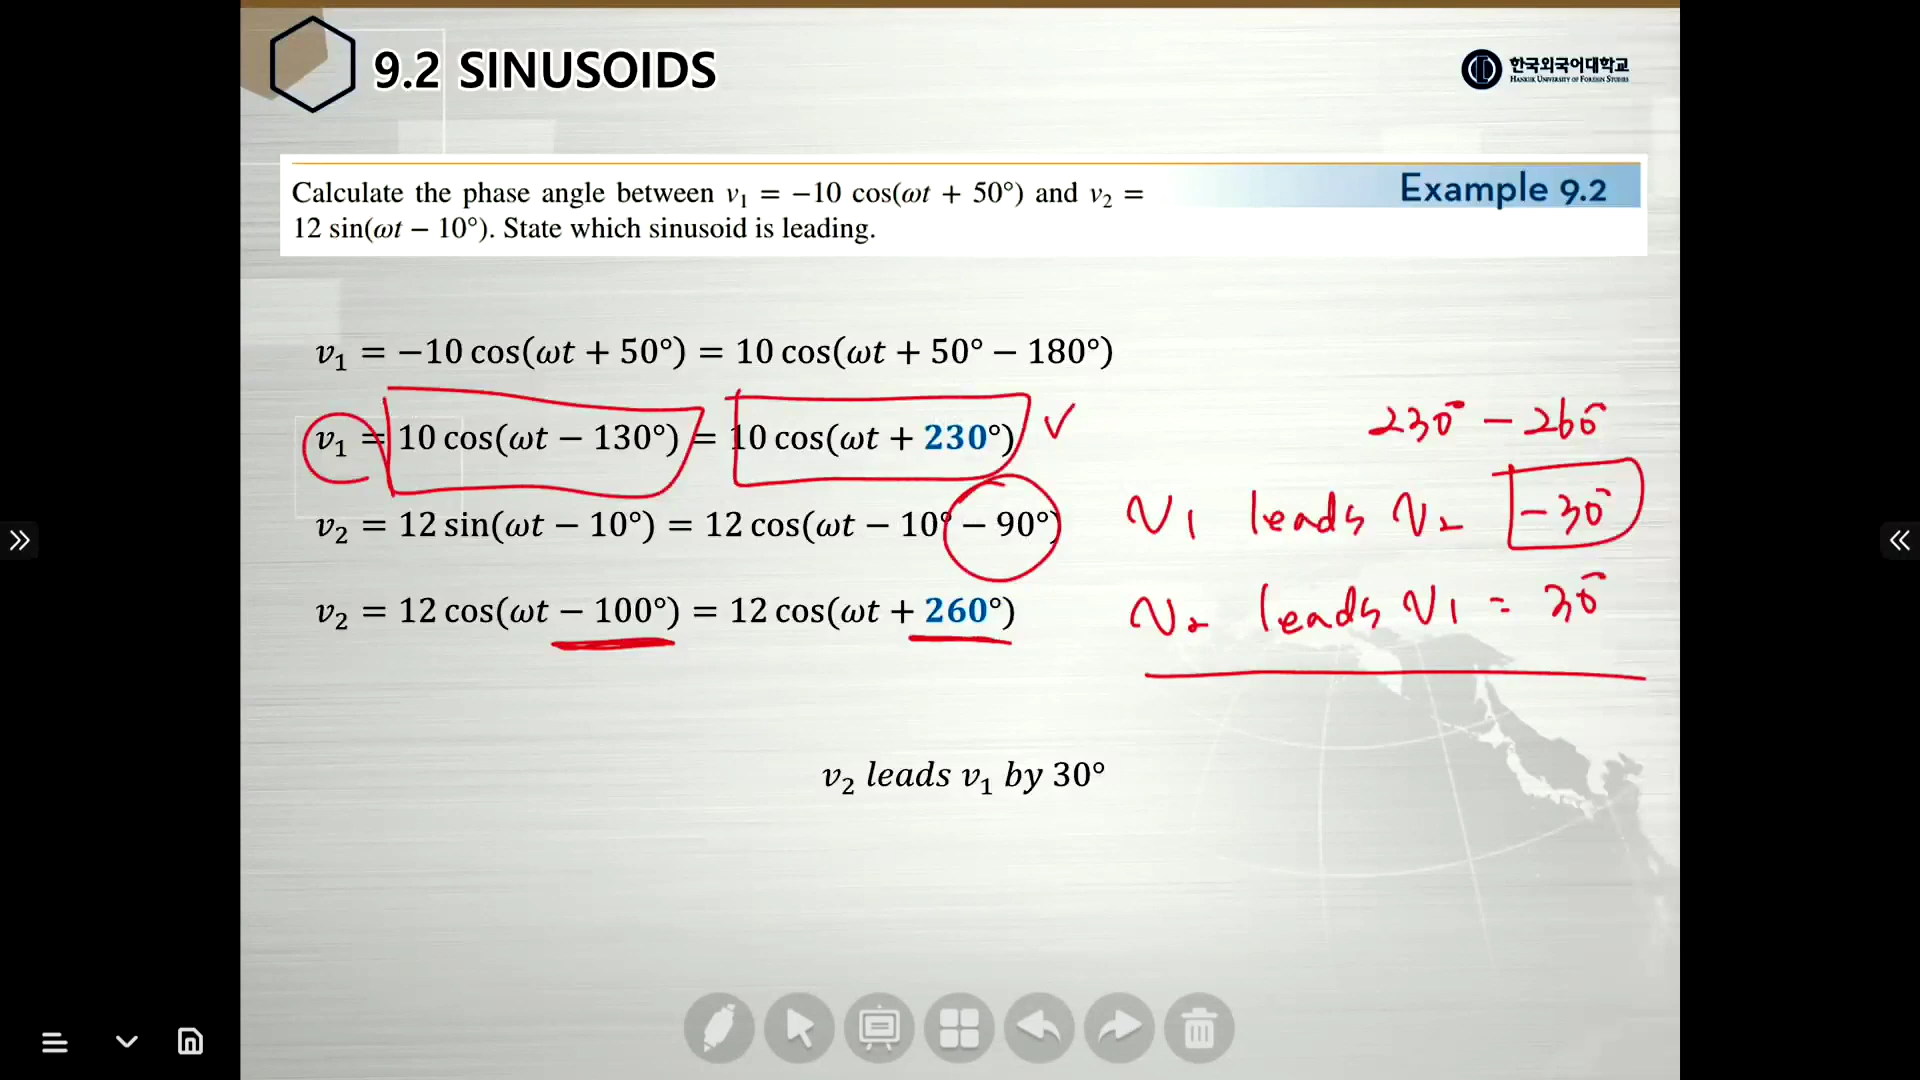 9.2 SINUSOIDS
한국외국어대학교
HANKUK UNIVERSITY OF FOREIGN STUDIES
Example 9.2
Calculate the phase angle between v₁ = −10 cos(ωt + 50°) and v₂ =
12 sin(ωt − 10°). State which sinusoid is leading.
v₁ = −10 cos(ωt + 50°) = 10 cos(ωt + 50° − 180°)
v₁ = 10 cos(ωt − 130°) = 10 cos(ωt + 230°)
230° − 260°
v₂ = 12 sin(ωt − 10°) = 12 cos(ωt − 10° − 90°)
v₁ leads v₂ −30°
v₂ = 12 cos(ωt − 100°) = 12 cos(ωt + 260°)
v₂ leads v₁ = 30°
v₂ leads v₁ by 30°